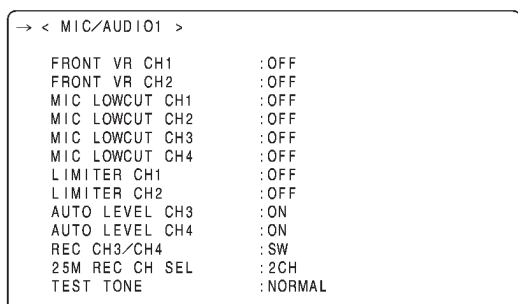 → < MIC/AUDIO1 >
FRONT VR CH1 :OFF
FRONT VR CH2 :OFF
MIC LOWCUT CH1 :OFF
MIC LOWCUT CH2 :OFF
MIC LOWCUT CH3 :OFF
MIC LOWCUT CH4 :OFF
LIMITER CH1 :OFF
LIMITER CH2 :OFF
AUTO LEVEL CH3 :ON
AUTO LEVEL CH4 :ON
REC CH3/CH4 :SW
25M REC CH SEL :2CH
TEST TONE :NORMAL